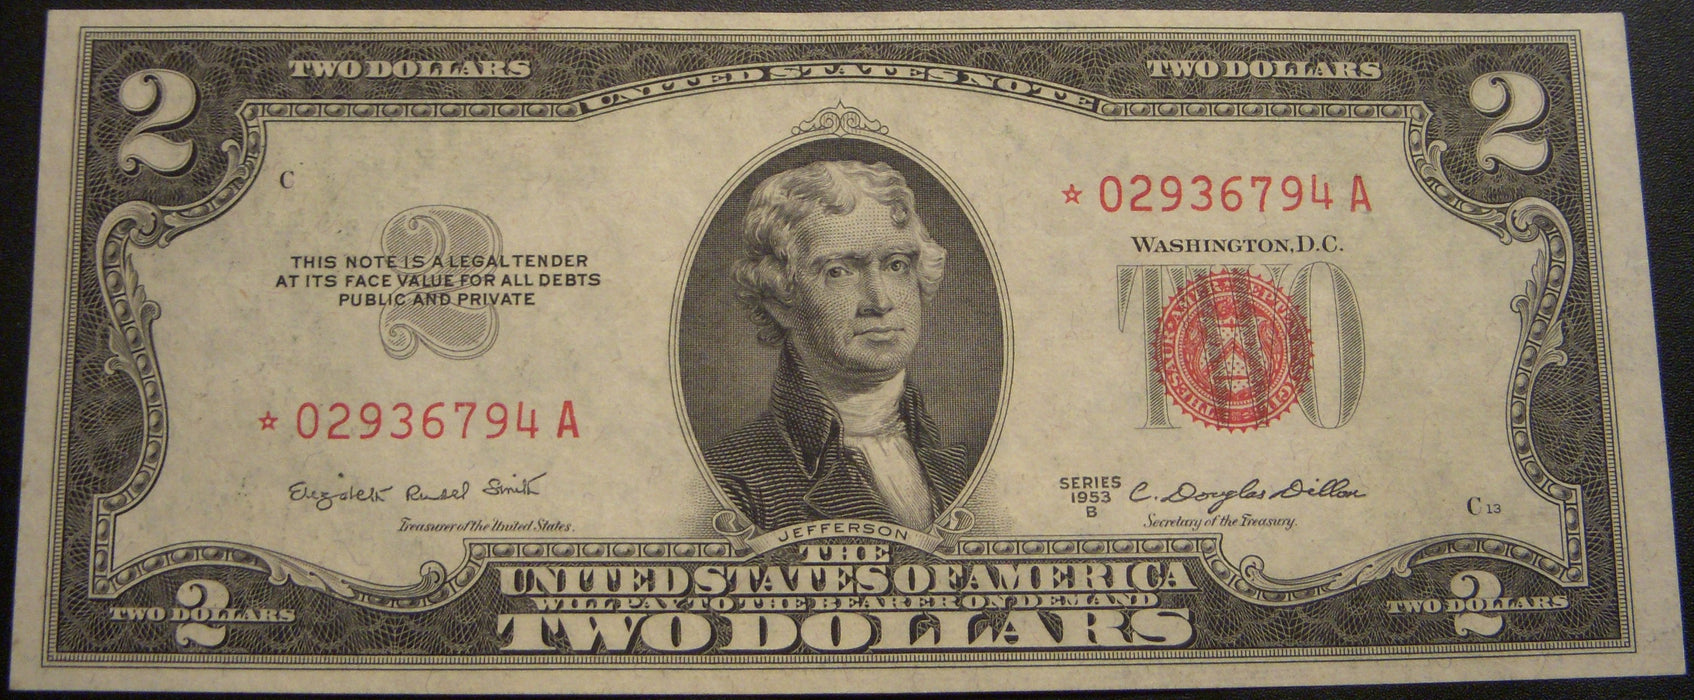 TWO DOLLARS
UNITED STATES NOTE
TWO DOLLARS
2
2
C
☆ 02936794 A
WASHINGTON, D.C.
2
THIS NOTE IS A LEGAL TENDER
AT ITS FACE VALUE FOR ALL DEBTS
PUBLIC AND PRIVATE
TWO
☆ 02936794 A
Elizabeth Rudel Smith
Treasurer of the United States.
SERIES
1953
B
C. Douglas Dillon
Secretary of the Treasury.
C 13
JEFFERSON
THE
UNITED STATES OF AMERICA
WILL PAY TO THE BEARER ON DEMAND
TWO DOLLARS
TWO DOLLARS
2
TWO DOLLARS
2